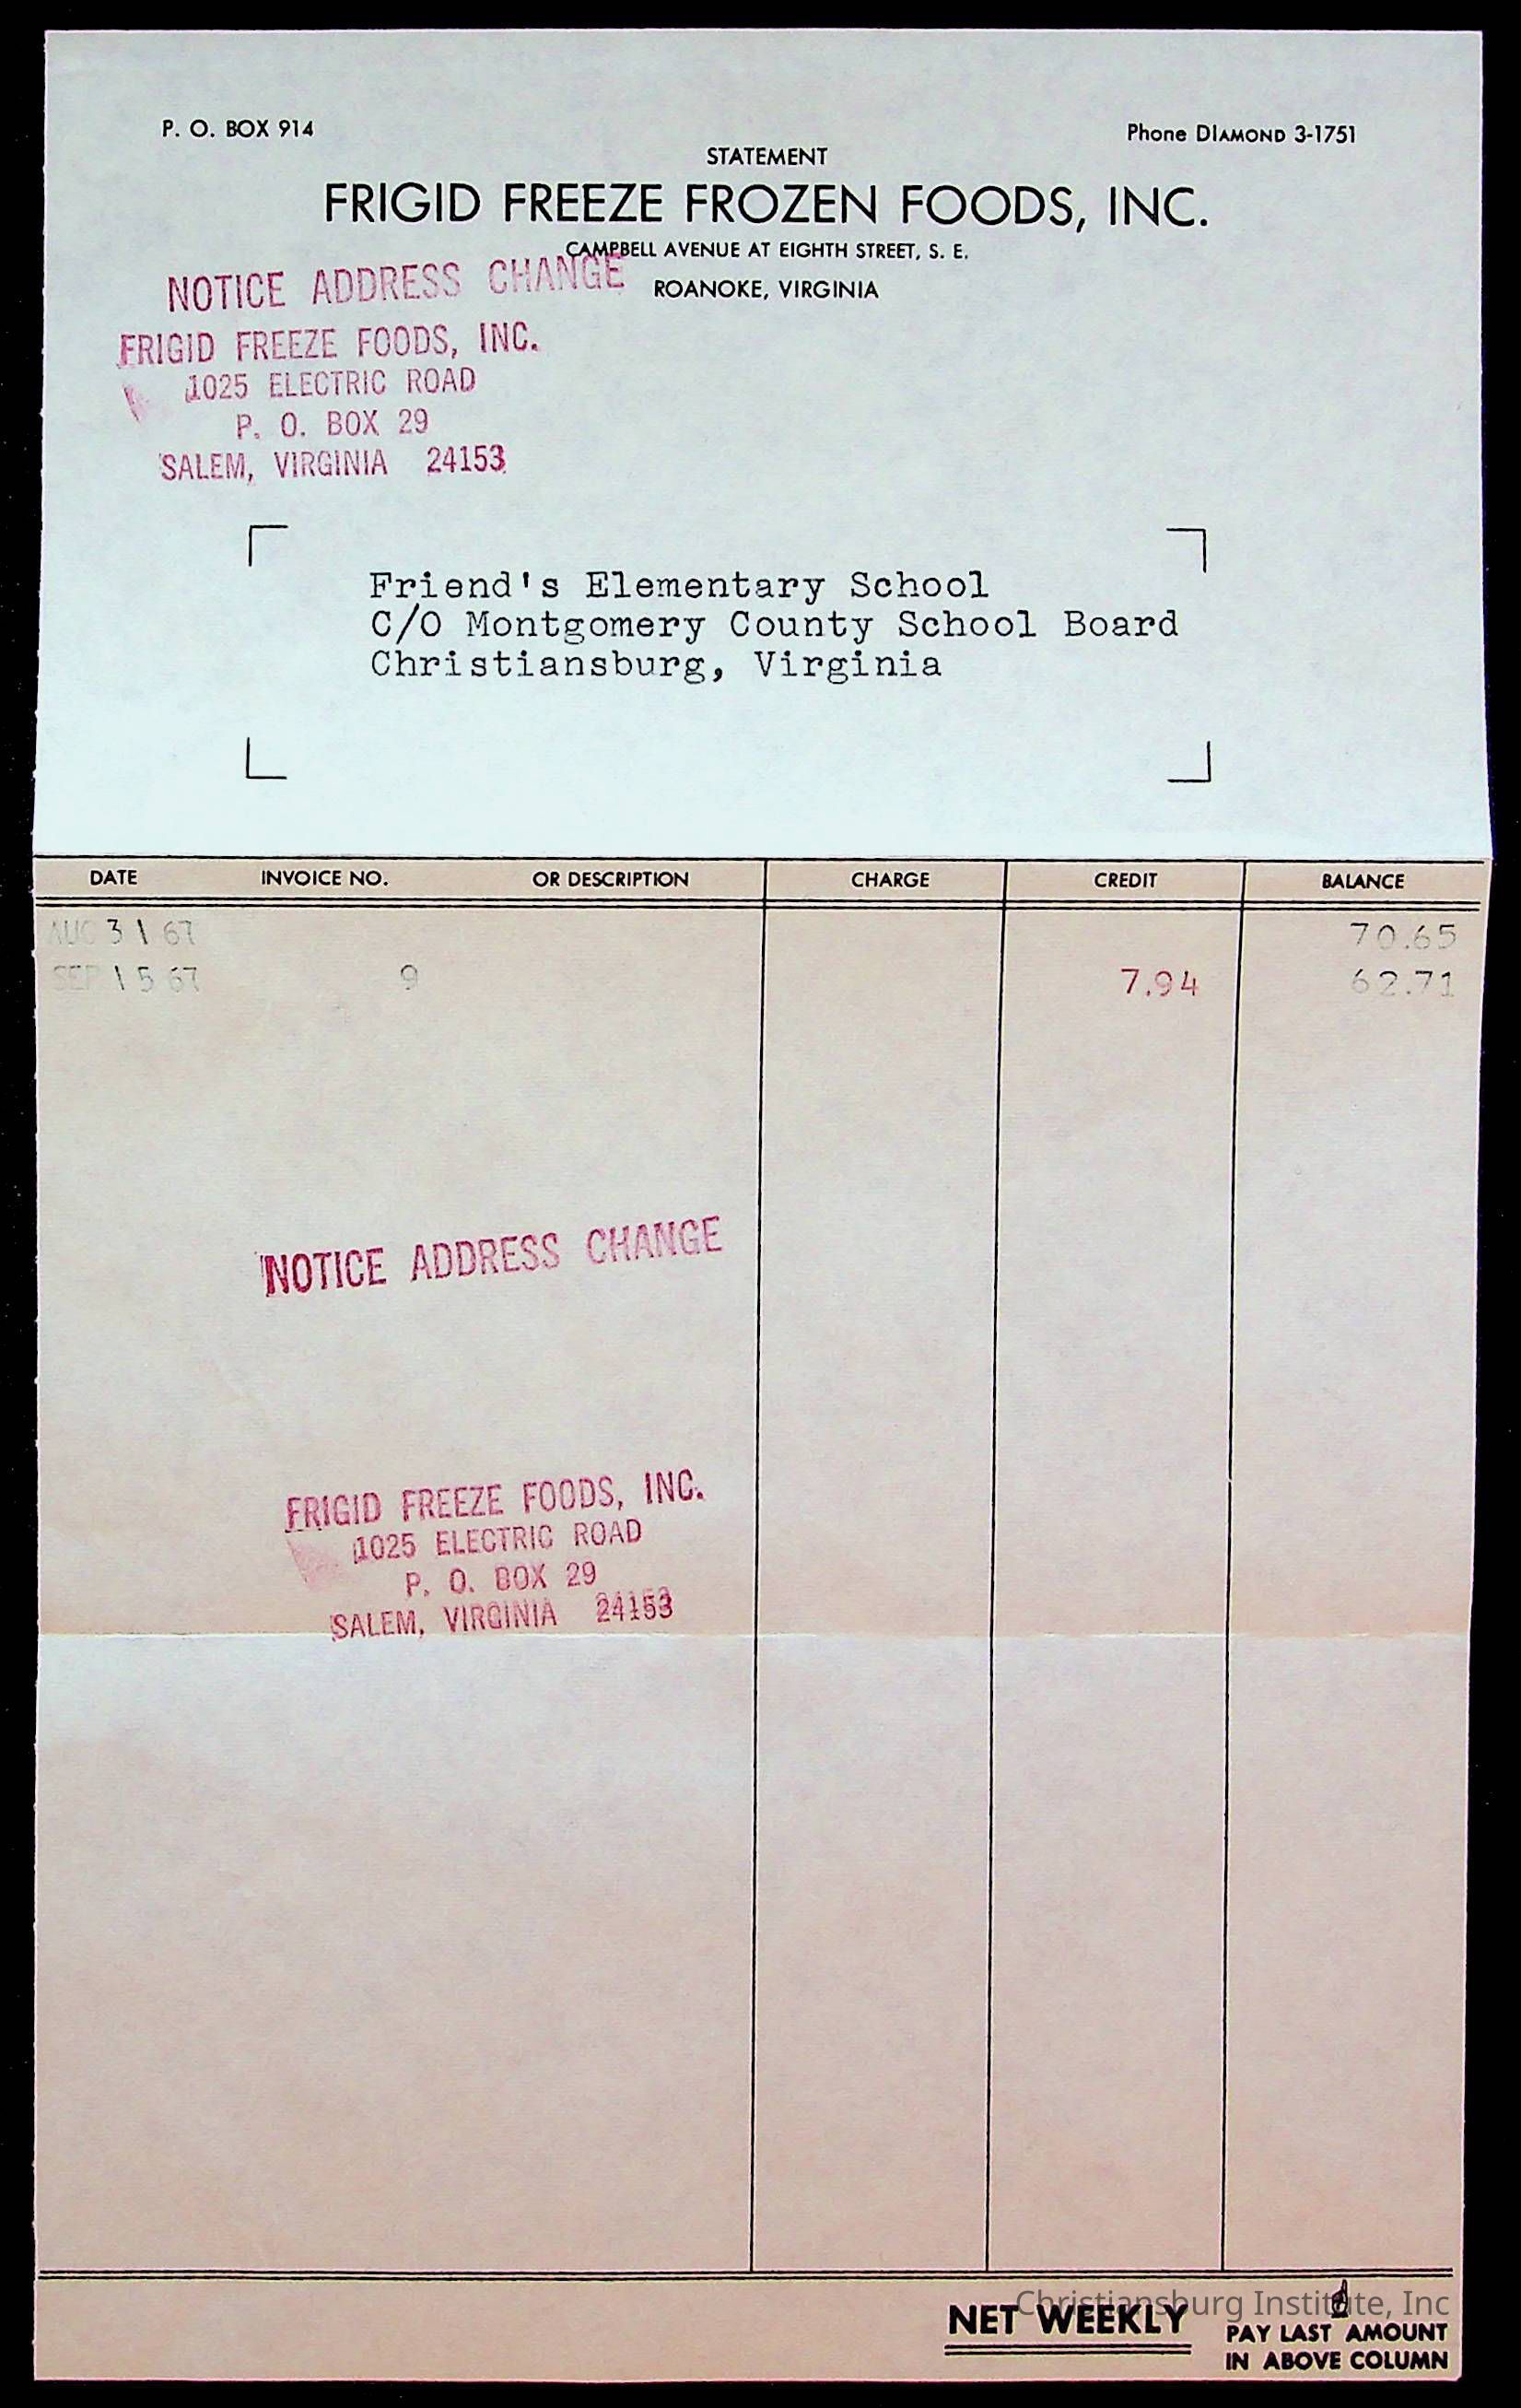 P. O. BOX 914
Phone DIAMOND 3-1751
STATEMENT
FRIGID FREEZE FROZEN FOODS, INC.
CAMPBELL AVENUE AT EIGHTH STREET, S. E.
ROANOKE, VIRGINIA
NOTICE ADDRESS CHANGE
FRIGID FREEZE FOODS, INC.
1025 ELECTRIC ROAD
P. O. BOX 29
SALEM, VIRGINIA 24153
Friend's Elementary School
C/O Montgomery County School Board
Christiansburg, Virginia
DATE INVOICE NO. OR DESCRIPTION CHARGE CREDIT BALANCE
AUG 31 67 70.65
SEP 15 67 9 7.94 62.71
NOTICE ADDRESS CHANGE
FRIGID FREEZE FOODS, INC.
1025 ELECTRIC ROAD
P. O. BOX 29
SALEM, VIRGINIA 24153
Christiansburg Institute, Inc
NET WEEKLY
PAY LAST AMOUNT
IN ABOVE COLUMN